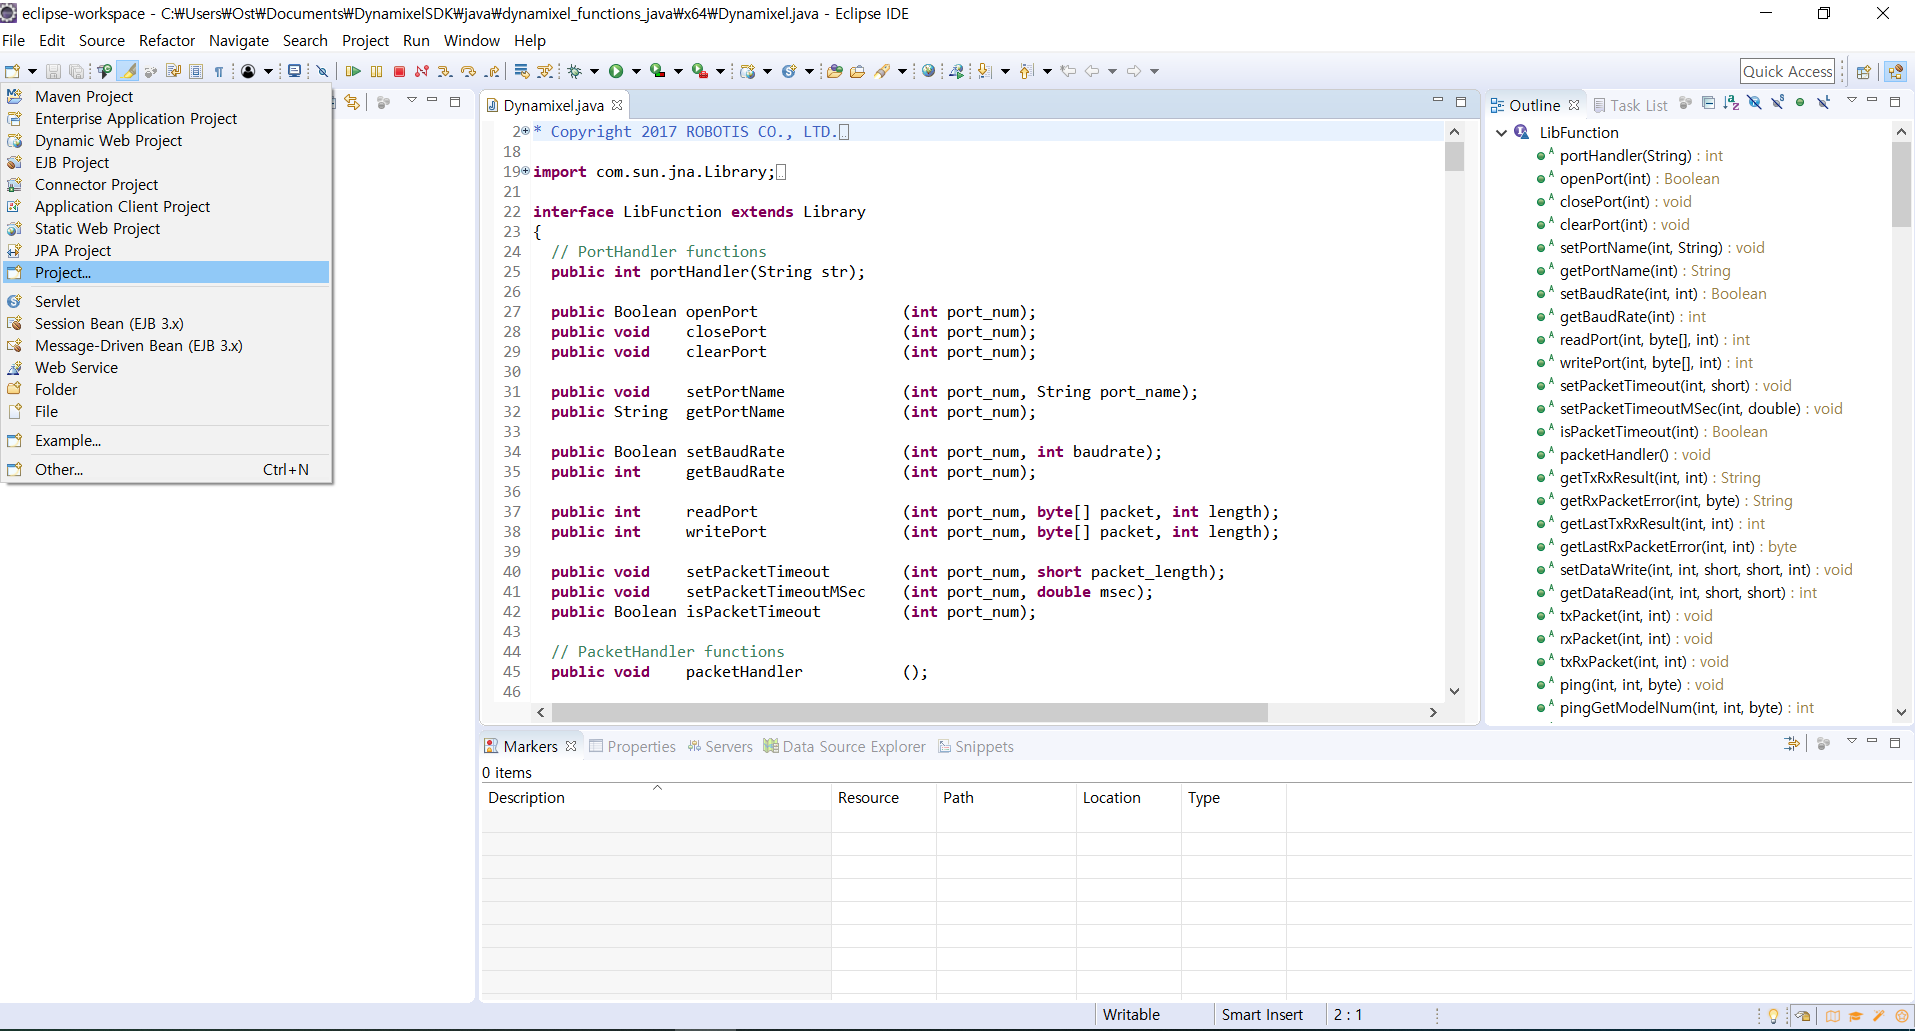 eclipse-workspace - C:₩Users₩Ost₩Documents₩DynamixelSDK₩java₩dynamixel_functions_java₩x64₩Dynamixel.java - Eclipse IDE
File Edit Source Refactor Navigate Search Project Run Window Help
Quick Access
Maven Project
Enterprise Application Project
Dynamic Web Project
EJB Project
Connector Project
Application Client Project
Static Web Project
JPA Project
Project...
Servlet
Session Bean (EJB 3.x)
Message-Driven Bean (EJB 3.x)
Web Service
Folder
File
Example...
Other... Ctrl+N
Dynamixel.java
2 * Copyright 2017 ROBOTIS CO., LTD.
18
19 import com.sun.jna.Library;
21
22 interface LibFunction extends Library
23 {
24 // PortHandler functions
25 public int portHandler(String str);
26
27 public Boolean openPort (int port_num);
28 public void closePort (int port_num);
29 public void clearPort (int port_num);
30
31 public void setPortName (int port_num, String port_name);
32 public String getPortName (int port_num);
33
34 public Boolean setBaudRate (int port_num, int baudrate);
35 public int getBaudRate (int port_num);
36
37 public int readPort (int port_num, byte[] packet, int length);
38 public int writePort (int port_num, byte[] packet, int length);
39
40 public void setPacketTimeout (int port_num, short packet_length);
41 public void setPacketTimeoutMSec (int port_num, double msec);
42 public Boolean isPacketTimeout (int port_num);
43
44 // PacketHandler functions
45 public void packetHandler ();
46
Outline Task List
LibFunction
portHandler(String) : int
openPort(int) : Boolean
closePort(int) : void
clearPort(int) : void
setPortName(int, String) : void
getPortName(int) : String
setBaudRate(int, int) : Boolean
getBaudRate(int) : int
readPort(int, byte[], int) : int
writePort(int, byte[], int) : int
setPacketTimeout(int, short) : void
setPacketTimeoutMSec(int, double) : void
isPacketTimeout(int) : Boolean
packetHandler() : void
getTxRxResult(int, int) : String
getRxPacketError(int, byte) : String
getLastTxRxResult(int, int) : int
getLastRxPacketError(int, int) : byte
setDataWrite(int, int, short, short, int) : void
getDataRead(int, int, short, short) : int
txPacket(int, int) : void
rxPacket(int, int) : void
txRxPacket(int, int) : void
ping(int, int, byte) : void
pingGetModelNum(int, int, byte) : int
Markers Properties Servers Data Source Explorer Snippets
0 items
Description Resource Path Location Type
Writable Smart Insert 2 : 1